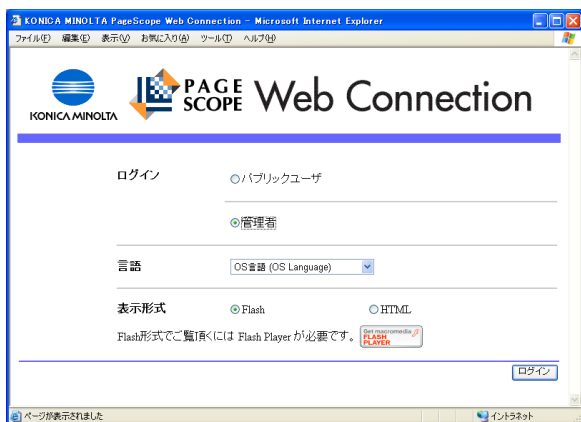 KONICA MINOLTA PageScope Web Connection - Microsoft Internet Explorer
ファイル(F) 編集(E) 表示(V) お気に入り(A) ツール(T) ヘルプ(H)
KONICA MINOLTA
PAGE SCOPE Web Connection
ログイン パブリックユーザ
管理者
言語 OS言語 (OS Language)
表示形式 Flash HTML
Flash形式でご覧頂くには Flash Player が必要です。 Get macromedia FLASH PLAYER
ログイン
ページが表示されました イントラネット